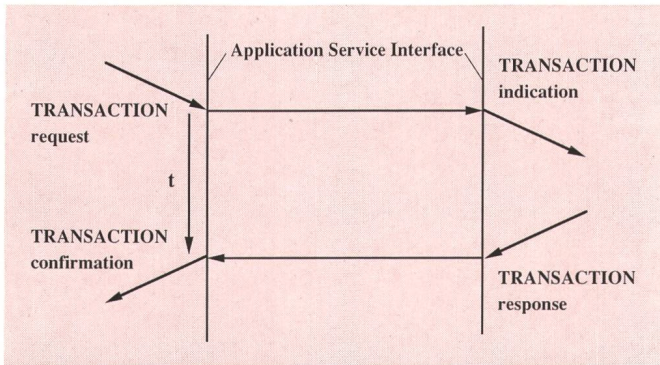 Application Service Interface
TRANSACTION
indication
TRANSACTION
request
t
TRANSACTION
confirmation
TRANSACTION
response